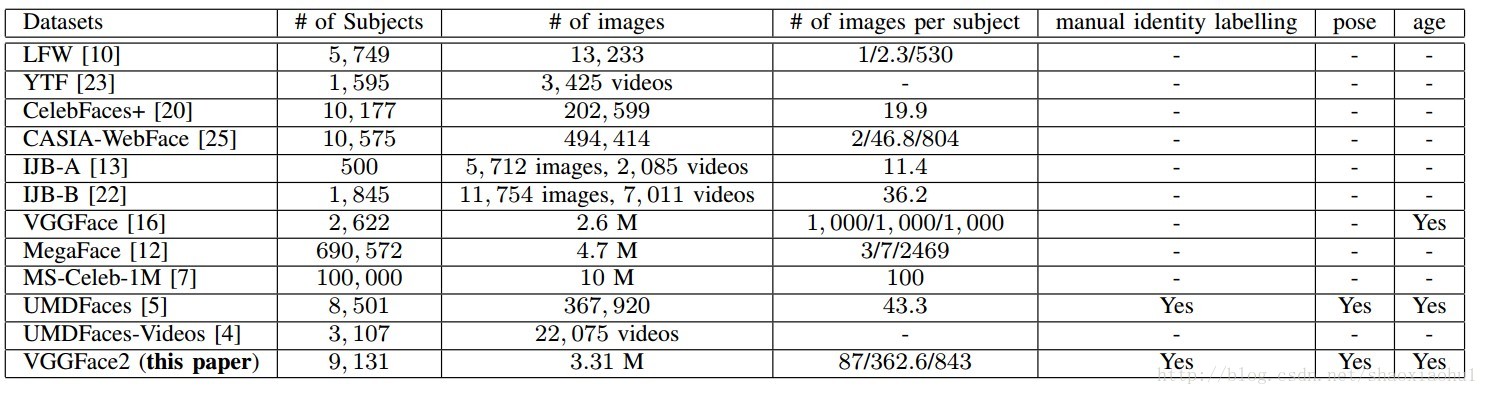 Datasets # of Subjects # of images # of images per subject manual identity labelling pose age
LFW [10] 5, 749 13, 233 1/2.3/530 - - -
YTF [23] 1, 595 3, 425 videos - - - -
CelebFaces+ [20] 10, 177 202, 599 19.9 - - -
CASIA-WebFace [25] 10, 575 494, 414 2/46.8/804 - - -
IJB-A [13] 500 5, 712 images, 2, 085 videos 11.4 - - -
IJB-B [22] 1, 845 11, 754 images, 7, 011 videos 36.2 - - -
VGGFace [16] 2, 622 2.6 M 1, 000/1, 000/1, 000 - - Yes
MegaFace [12] 690, 572 4.7 M 3/7/2469 - - -
MS-Celeb-1M [7] 100, 000 10 M 100 - - -
UMDFaces [5] 8, 501 367, 920 43.3 Yes Yes Yes
UMDFaces-Videos [4] 3, 107 22, 075 videos - - - -
VGGFace2 (this paper) 9, 131 3.31 M 87/362.6/843 Yes Yes Yes
http://blog.csdn.net/shaoxiaohu1